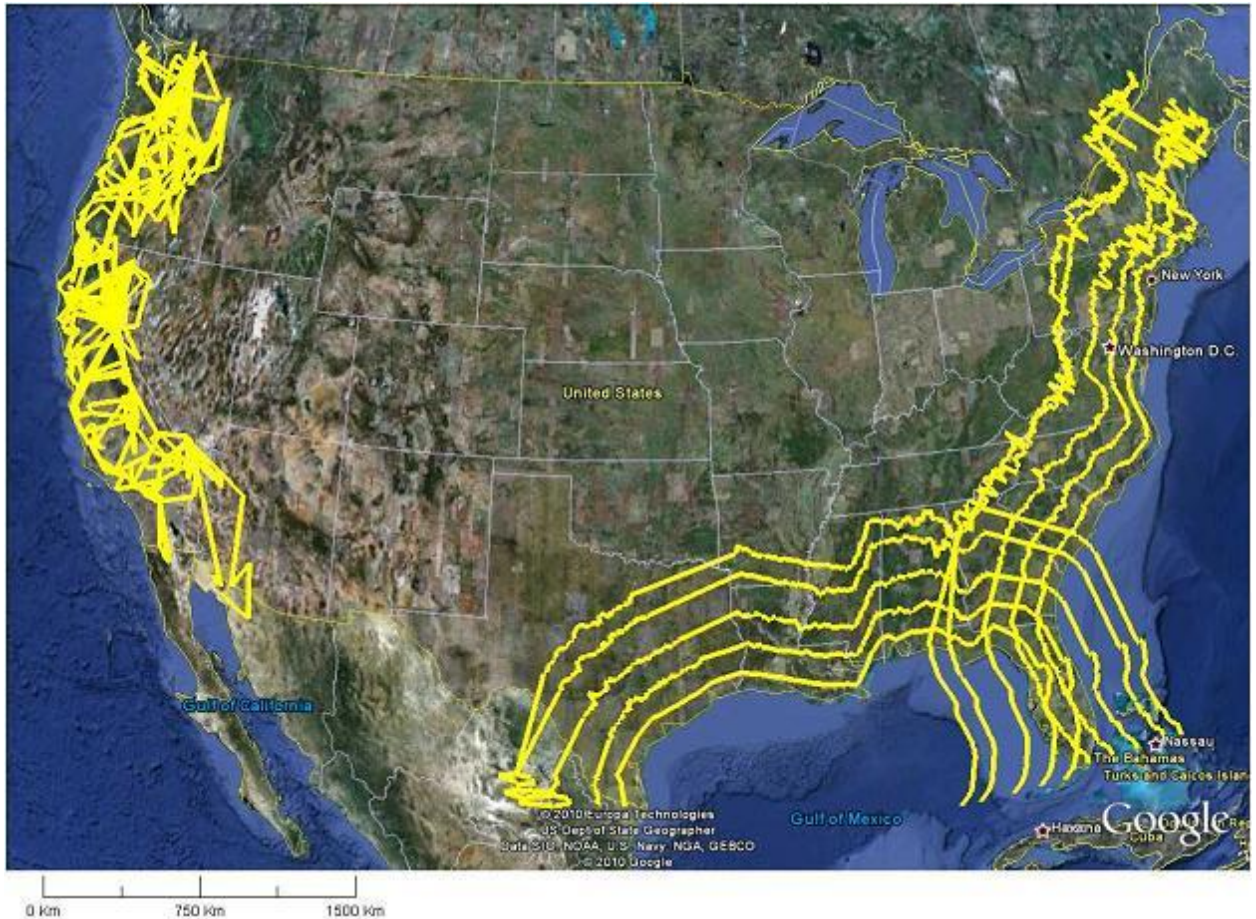 New York
Washington D.C.
United States
Gulf of California
Nassau
The Bahamas
Turks and Caicos Islan
© 2010 Europa Technologies
US Dept of State Geographer
Data SIO, NOAA, U.S. Navy, NGA, GEBCO
© 2010 Google
Gulf of Mexico
Havana
Cuba
Google
0 Km
750 Km
1500 Km